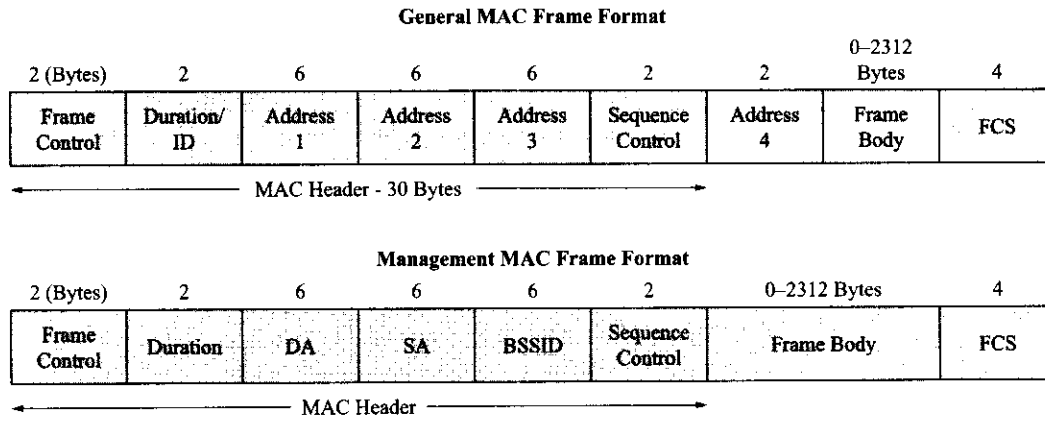 General MAC Frame Format
0–2312
2 (Bytes) 2 6 6 6 2 2 Bytes 4
Frame Control Duration/ ID Address 1 Address 2 Address 3 Sequence Control Address 4 Frame Body FCS
MAC Header - 30 Bytes
Management MAC Frame Format
2 (Bytes) 2 6 6 6 2 0–2312 Bytes 4
Frame Control Duration DA SA BSSID Sequence Control Frame Body FCS
MAC Header